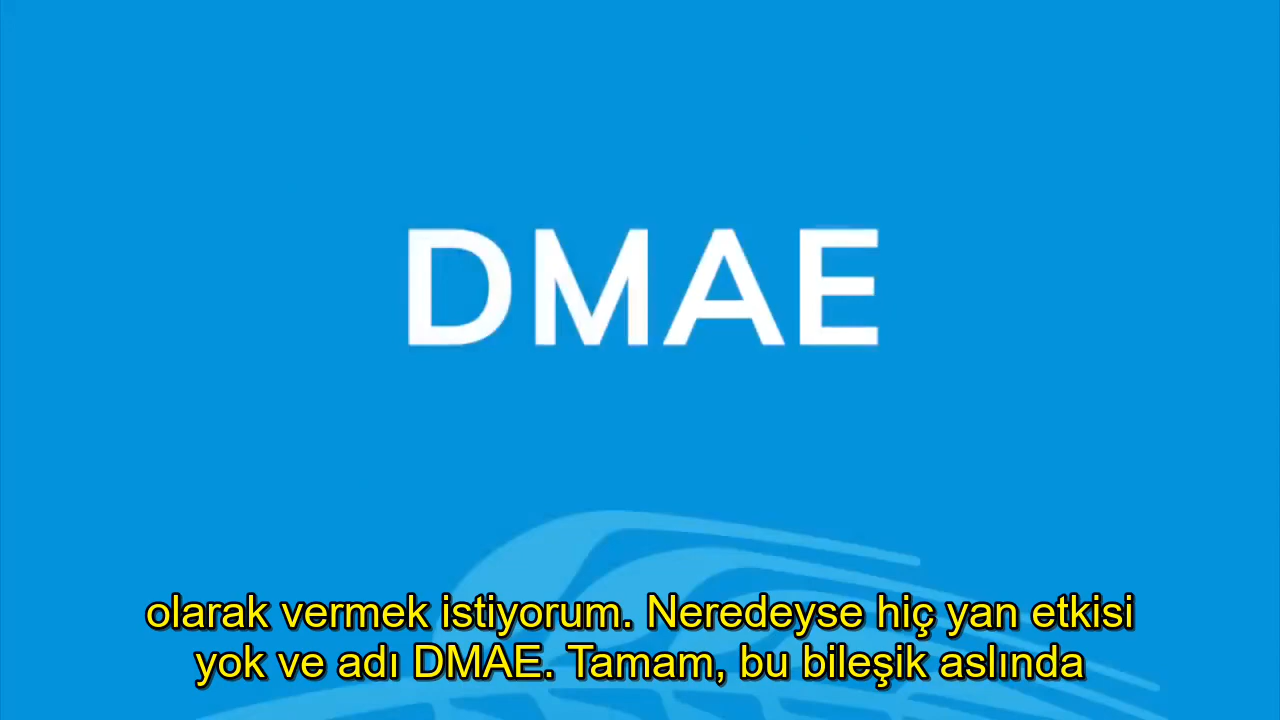 DMAE
olarak vermek istiyorum. Neredeyse hiç yan etkisi
yok ve adı DMAE. Tamam, bu bileşik aslında